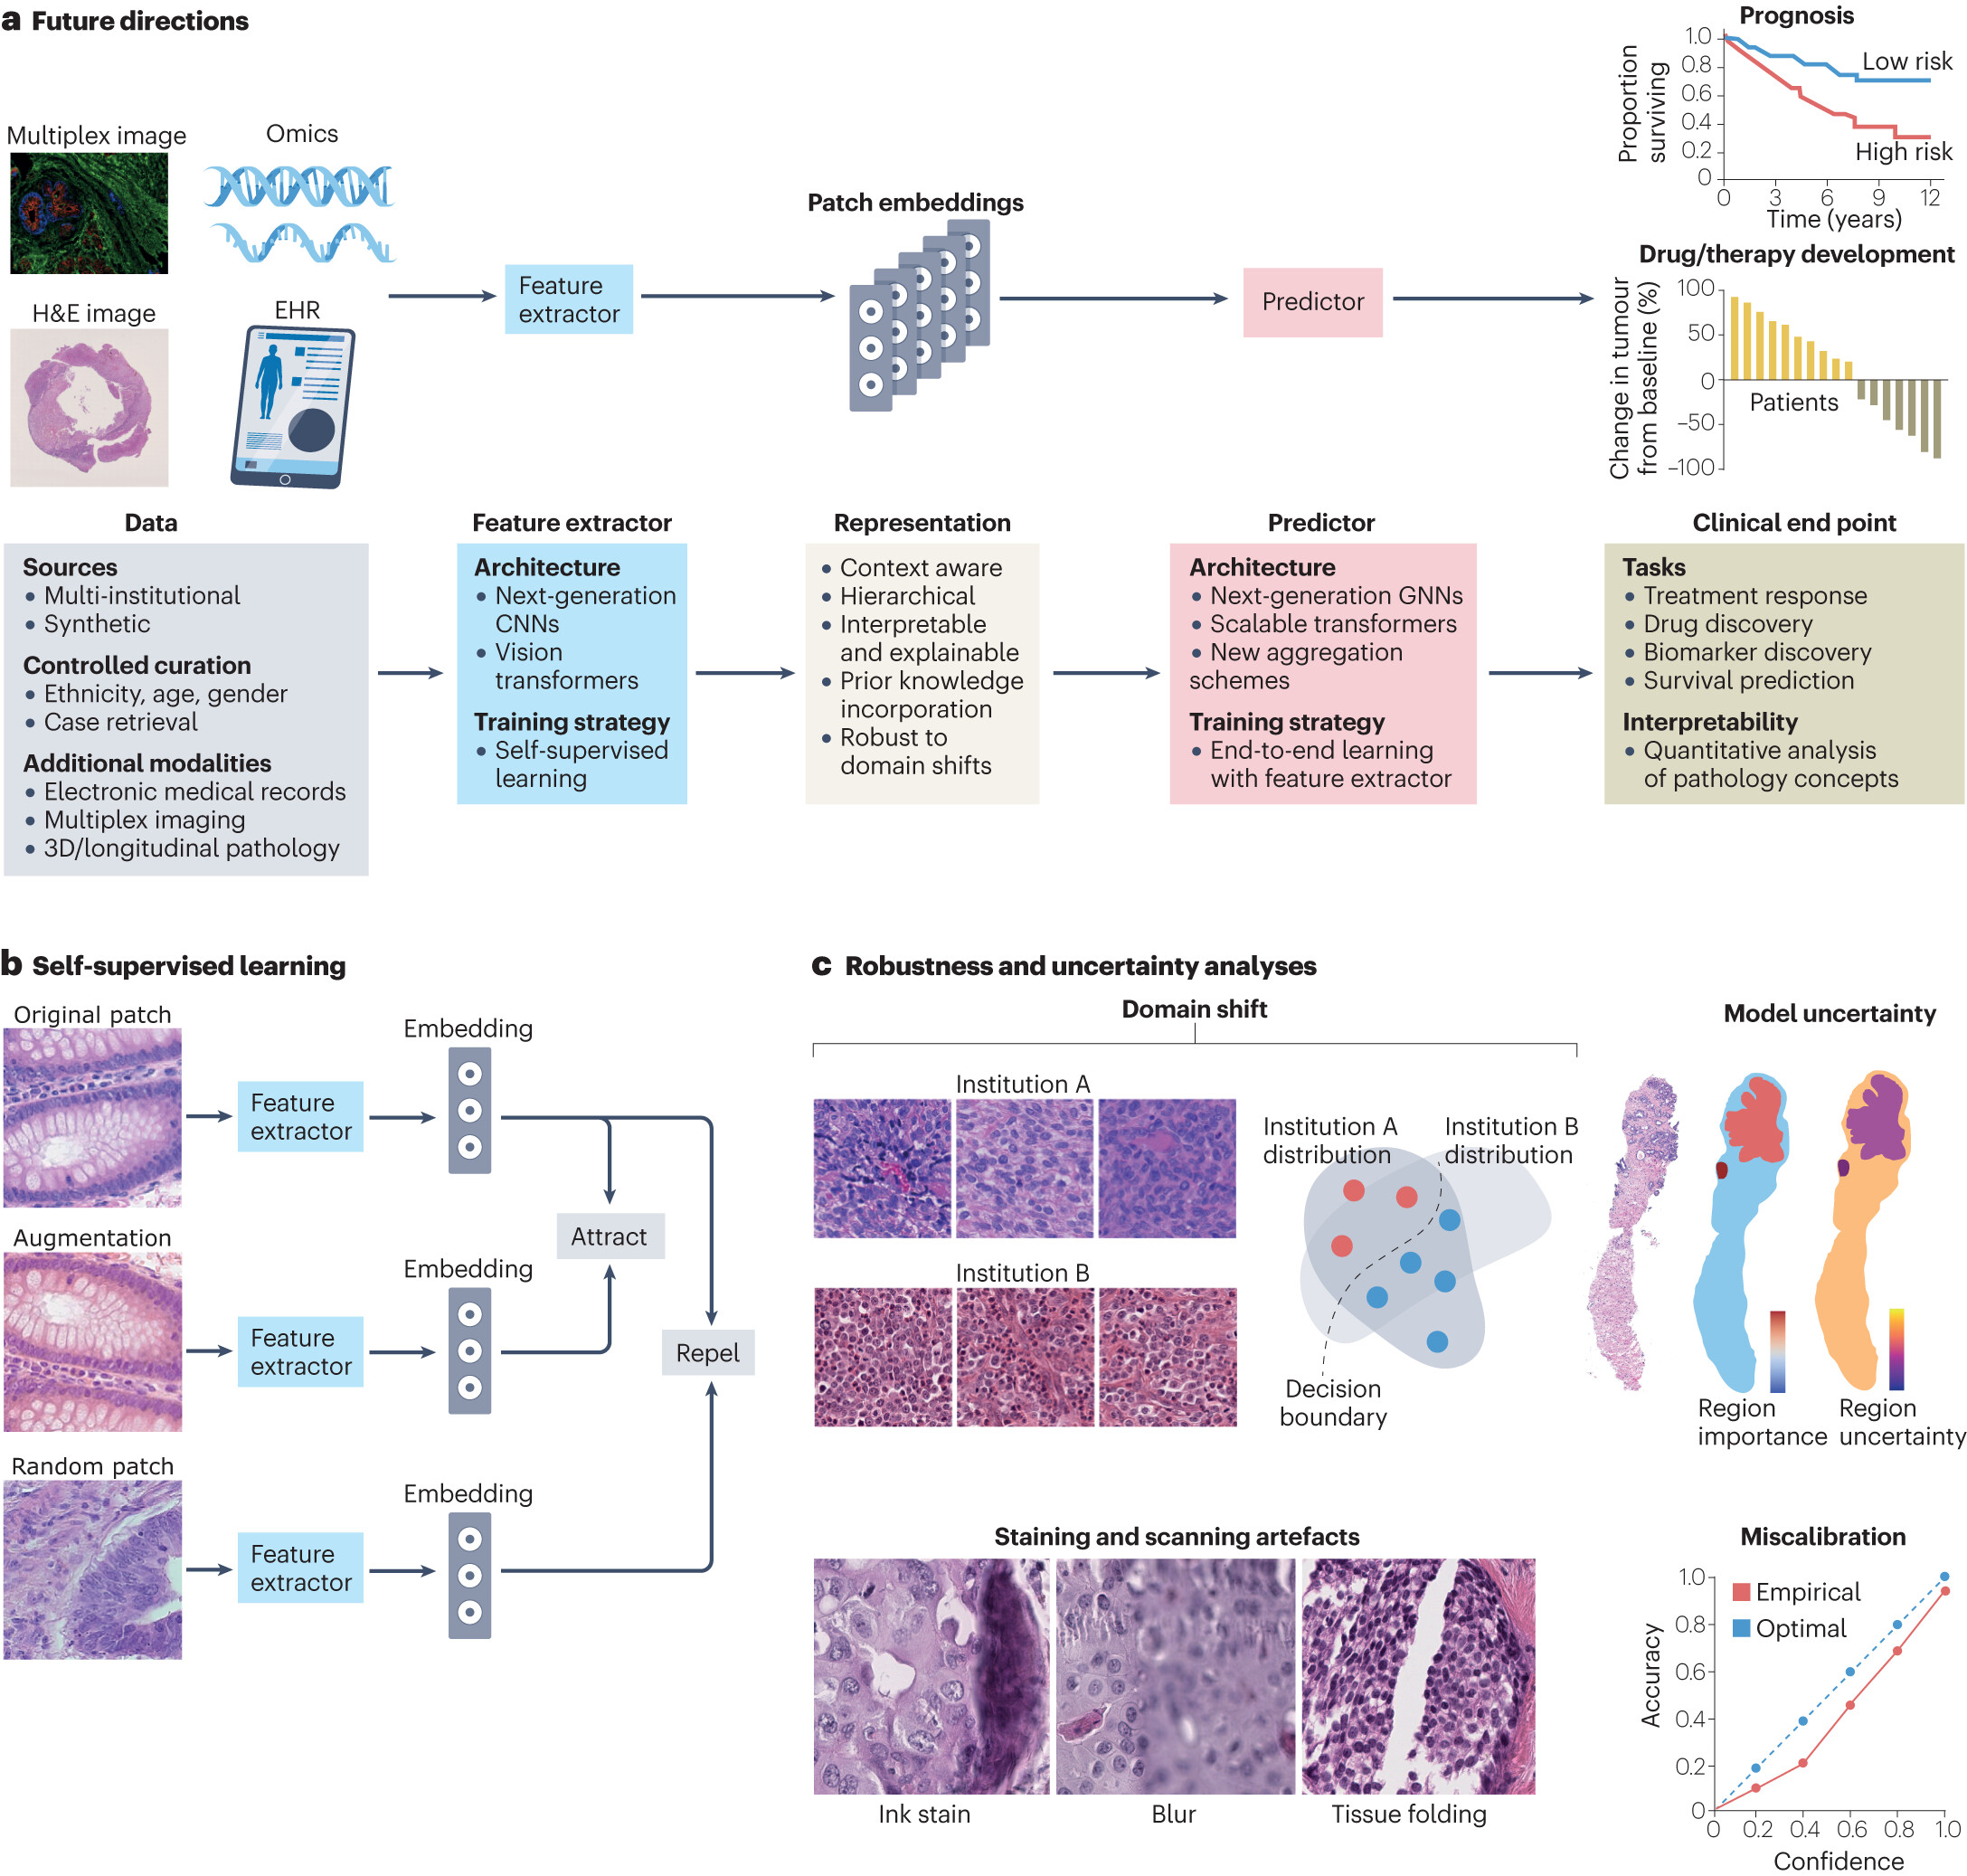 a Future directions
Multiplex image
Omics
H&E image
EHR
Feature
extractor
Patch embeddings
Predictor
Prognosis
Proportion
surviving
1.0
0.8
0.6
0.4
0.2
0
Low risk
High risk
0 3 6 9 12
Time (years)
Drug/therapy development
Change in tumour
from baseline (%)
100
50
0
–50
–100
Patients
Data
Sources
• Multi-institutional
• Synthetic
Controlled curation
• Ethnicity, age, gender
• Case retrieval
Additional modalities
• Electronic medical records
• Multiplex imaging
• 3D/longitudinal pathology
Feature extractor
Architecture
• Next-generation
CNNs
• Vision
transformers
Training strategy
• Self-supervised
learning
Representation
• Context aware
• Hierarchical
• Interpretable
and explainable
• Prior knowledge
incorporation
• Robust to
domain shifts
Predictor
Architecture
• Next-generation GNNs
• Scalable transformers
• New aggregation
schemes
Training strategy
• End-to-end learning
with feature extractor
Clinical end point
Tasks
• Treatment response
• Drug discovery
• Biomarker discovery
• Survival prediction
Interpretability
• Quantitative analysis
of pathology concepts
b Self-supervised learning
Original patch
Feature
extractor
Embedding
Augmentation
Feature
extractor
Embedding
Random patch
Feature
extractor
Embedding
Attract
Repel
c Robustness and uncertainty analyses
Domain shift
Institution A
Institution B
Institution A
distribution
Institution B
distribution
Decision
boundary
Model uncertainty
Region
importance
Region
uncertainty
Staining and scanning artefacts
Ink stain
Blur
Tissue folding
Miscalibration
Accuracy
1.0
0.8
0.6
0.4
0.2
0
Empirical
Optimal
0 0.2 0.4 0.6 0.8 1.0
Confidence